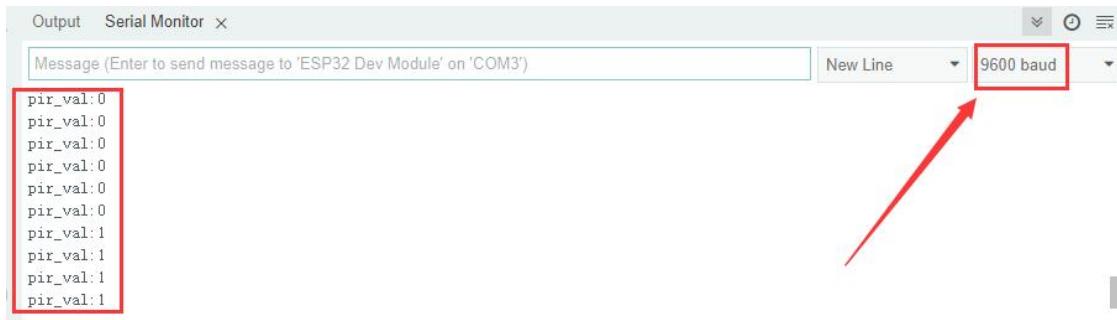 Output Serial Monitor
Message (Enter to send message to 'ESP32 Dev Module' on 'COM3') New Line 9600 baud
pir_val:0
pir_val:0
pir_val:0
pir_val:0
pir_val:0
pir_val:0
pir_val:1
pir_val:1
pir_val:1
pir_val:1